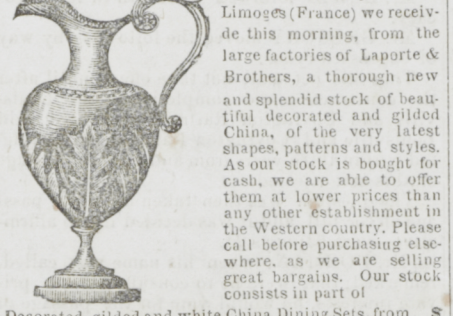 Limoges (France) we receiv-
de this morning, from the
large factories of Laporte &
Brothers, a thorough new
and splendid stock of beau-
tiful decorated and gilded
China, of the very latest
shapes, patterns and styles.
As our stock is bought for
cash, we are able to offer
them at lower prices than
any other establishment in
the Western country. Please
call before purchasing else-
where. as we are selling
great bargains. Our stock
consists in part of
Decorated, gilded and white China Dining Sets, from